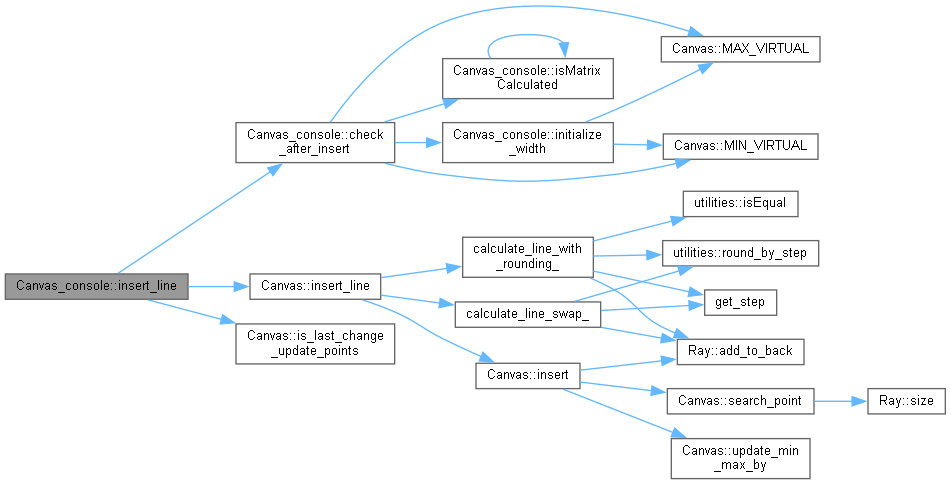 Canvas::MAX_VIRTUAL
Canvas_console::isMatrix
Calculated
Canvas_console::check
_after_insert
Canvas_console::initialize
_width
Canvas::MIN_VIRTUAL
utilities::isEqual
calculate_line_with
_rounding_
utilities::round_by_step
Canvas_console::insert_line
Canvas::insert_line
get_step
calculate_line_swap_
Canvas::is_last_change
_update_points
Ray::add_to_back
Canvas::insert
Canvas::search_point
Ray::size
Canvas::update_min
_max_by